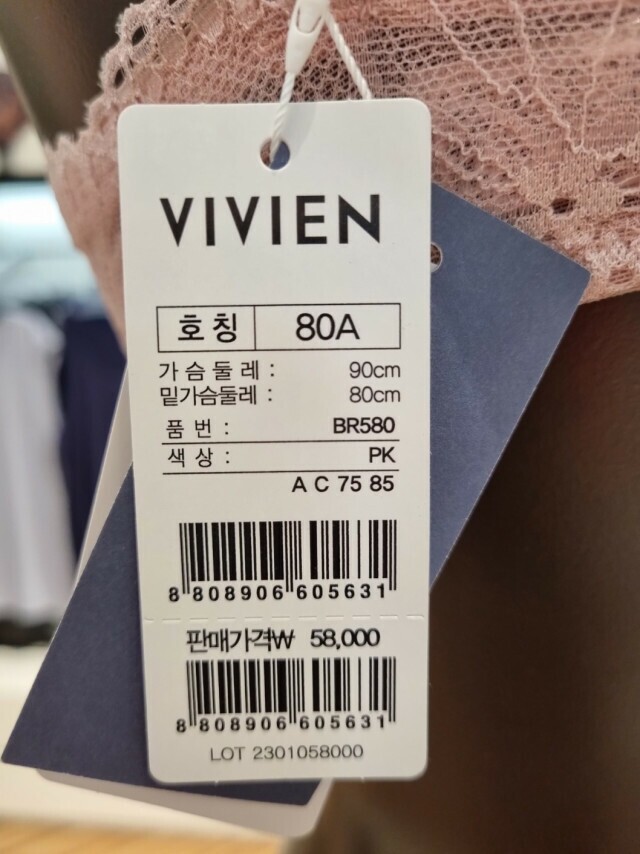 VIVIEN
호칭 80A
가슴둘레 : 90cm
밑가슴둘레 : 80cm
품번 : BR580
색상 : PK
A C 75 85
8 808906 605631
판매가격₩ 58,000
8 808906 605631
LOT 2301058000